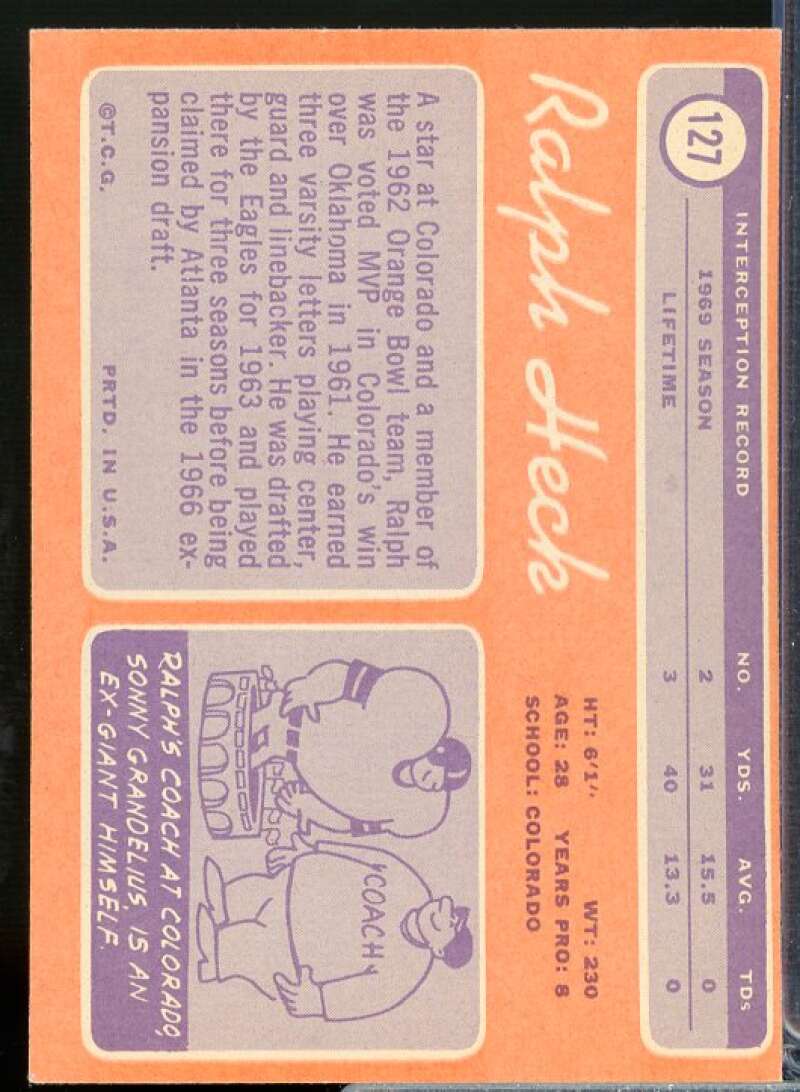 127
INTERCEPTION RECORD NO. YDS. AVG. TDs
1969 SEASON 2 31 15.5 0
LIFETIME 3 40 13.3 0
Ralph Heck
HT: 6'1" WT: 230
AGE: 28 YEARS PRO: 8
SCHOOL: COLORADO
A star at Colorado and a member of
the 1962 Orange Bowl team, Ralph
was voted MVP in Colorado's win
over Oklahoma in 1961. He earned
three varsity letters playing center,
guard and linebacker. He was drafted
by the Eagles for 1963 and played
there for three seasons before being
claimed by Atlanta in the 1966 ex-
pansion draft.
©T.C.G. PRTD. IN U.S.A.
COACH
RALPH'S COACH AT COLORADO,
SONNY GRANDELIUS, IS AN
EX-GIANT HIMSELF.